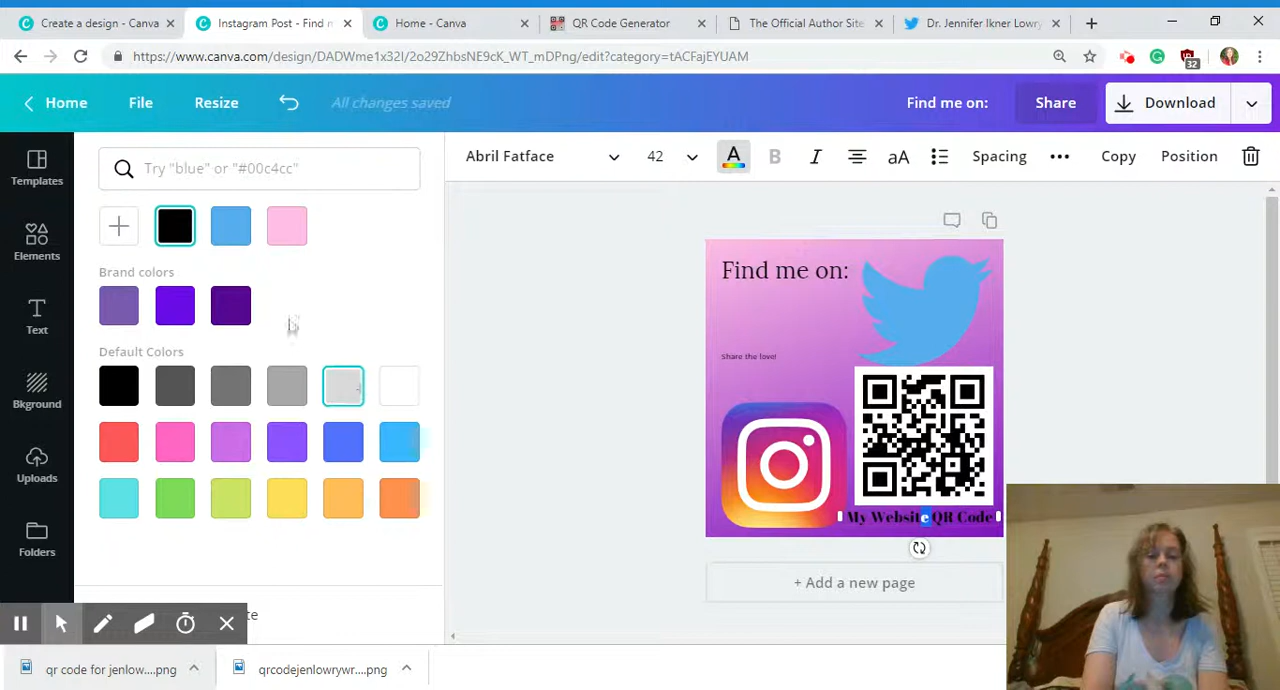 Create a design - Canva
Instagram Post - Find m
Home - Canva
QR Code Generator
The Official Author Site
Dr. Jennifer Ikner Lowry
https://www.canva.com/design/DADWme1x32I/2o29ZhbsNE9cK_WT_mDPng/edit?category=tACFajEYUAM
32
Home
File
Resize
All changes saved
Find me on:
Share
Download
Templates
Elements
Text
Bkground
Uploads
Folders
Try "blue" or "#00c4cc"
Brand colors
Default Colors
Abril Fatface
42
A
B
I
aA
Spacing
Copy
Position
Find me on:
Share the love!
My Website QR Code
+ Add a new page
qr code for jenlow....png
qrcodejenlowrywr....png